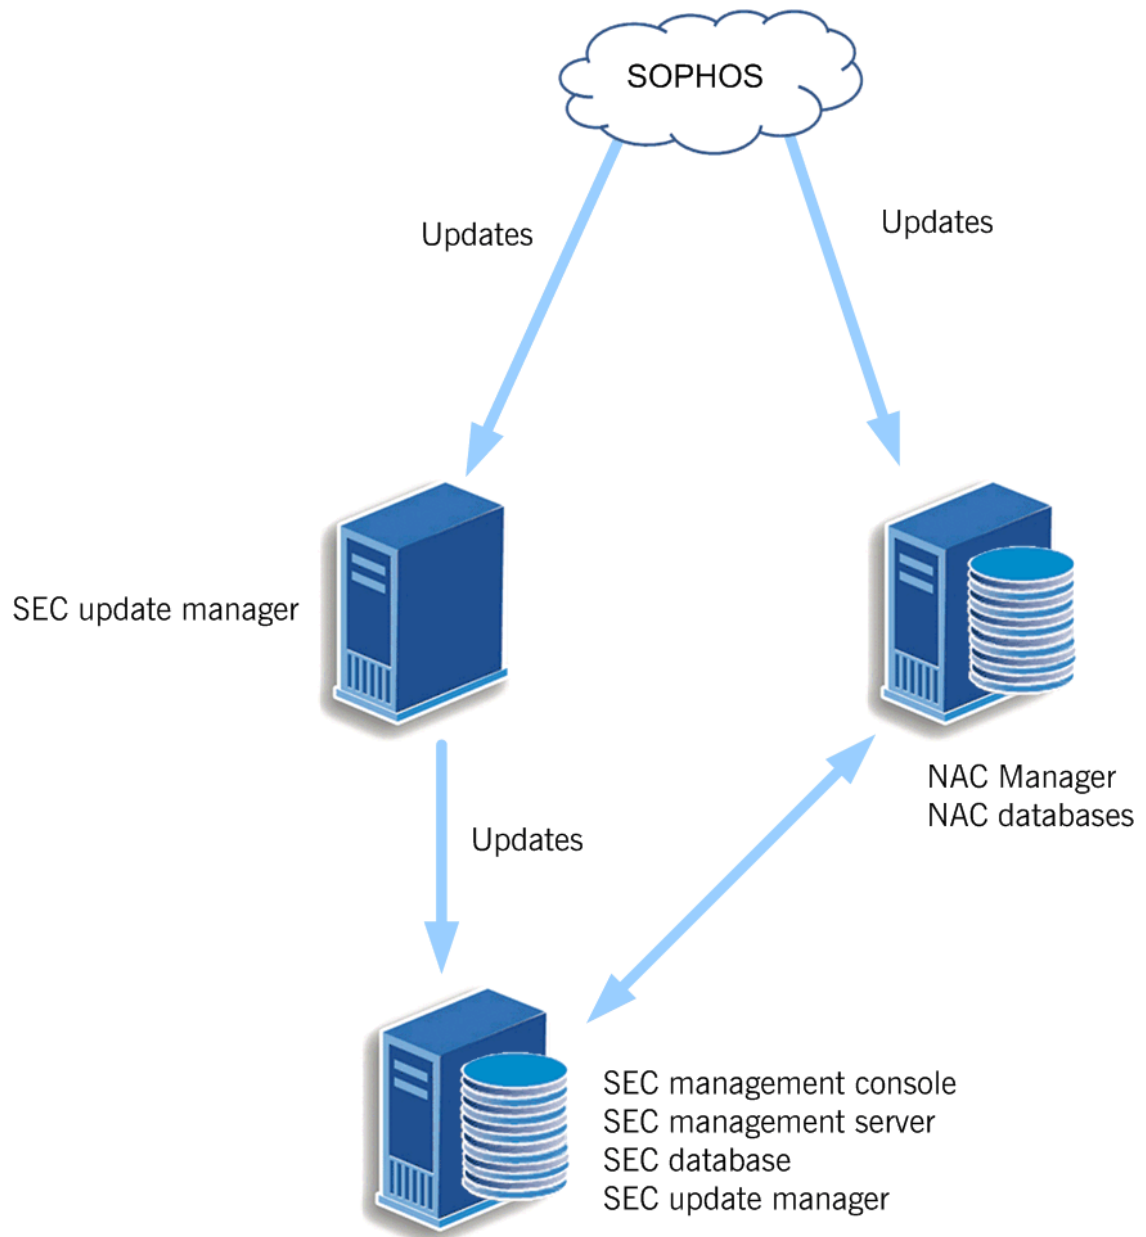 SOPHOS
Updates
Updates
SEC update manager
NAC Manager
NAC databases
Updates
SEC management console
SEC management server
SEC database
SEC update manager